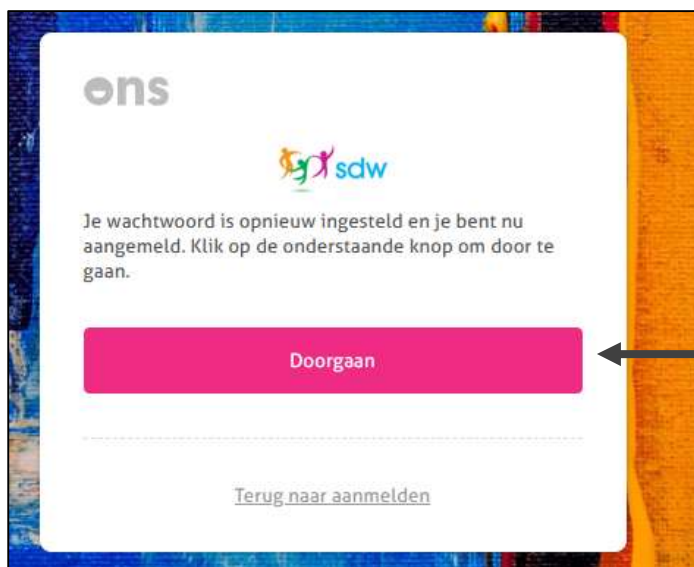 ons
sdw
Je wachtwoord is opnieuw ingesteld en je bent nu
aangemeld. Klik op de onderstaande knop om door te
gaan.
Doorgaan
Terug naar aanmelden